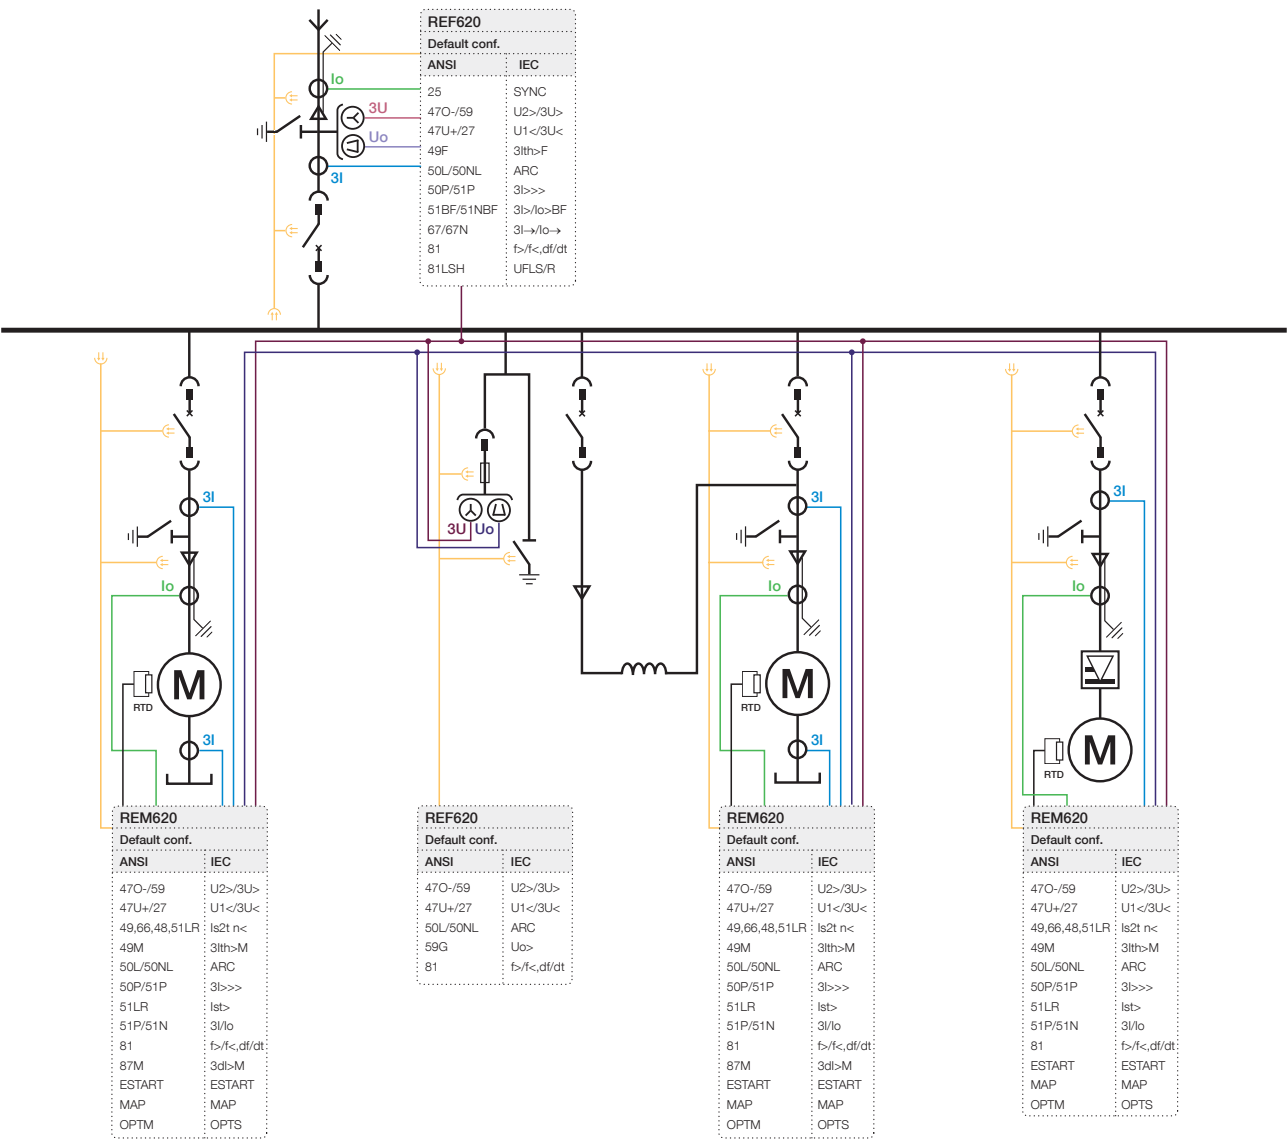 REF620
Default conf.
ANSI IEC
25 SYNC
47O-/59 U2>/3U>
47U+/27 U1</3U<
49F 3Ith>F
50L/50NL ARC
50P/51P 3I>>>
51BF/51NBF 3I>/Io>BF
67/67N 3I→/Io→
81 f>/f<,df/dt
81LSH UFLS/R
Io
3U
Uo
3I
3I
Io
M
RTD
3I
3U Uo
3I
Io
M
RTD
3I
3I
Io
M
RTD
REM620
Default conf.
ANSI IEC
47O-/59 U2>/3U>
47U+/27 U1</3U<
49,66,48,51LR Is2t n<
49M 3Ith>M
50L/50NL ARC
50P/51P 3I>>>
51LR Ist>
51P/51N 3I/Io
81 f>/f<,df/dt
87M 3dI>M
ESTART ESTART
MAP MAP
OPTM OPTS
REF620
Default conf.
ANSI IEC
47O-/59 U2>/3U>
47U+/27 U1</3U<
50L/50NL ARC
59G Uo>
81 f>/f<,df/dt
REM620
Default conf.
ANSI IEC
47O-/59 U2>/3U>
47U+/27 U1</3U<
49,66,48,51LR Is2t n<
49M 3Ith>M
50L/50NL ARC
50P/51P 3I>>>
51LR Ist>
51P/51N 3I/Io
81 f>/f<,df/dt
87M 3dI>M
ESTART ESTART
MAP MAP
OPTM OPTS
REM620
Default conf.
ANSI IEC
47O-/59 U2>/3U>
47U+/27 U1</3U<
49,66,48,51LR Is2t n<
49M 3Ith>M
50L/50NL ARC
50P/51P 3I>>>
51LR Ist>
51P/51N 3I/Io
81 f>/f<,df/dt
ESTART ESTART
MAP MAP
OPTM OPTS